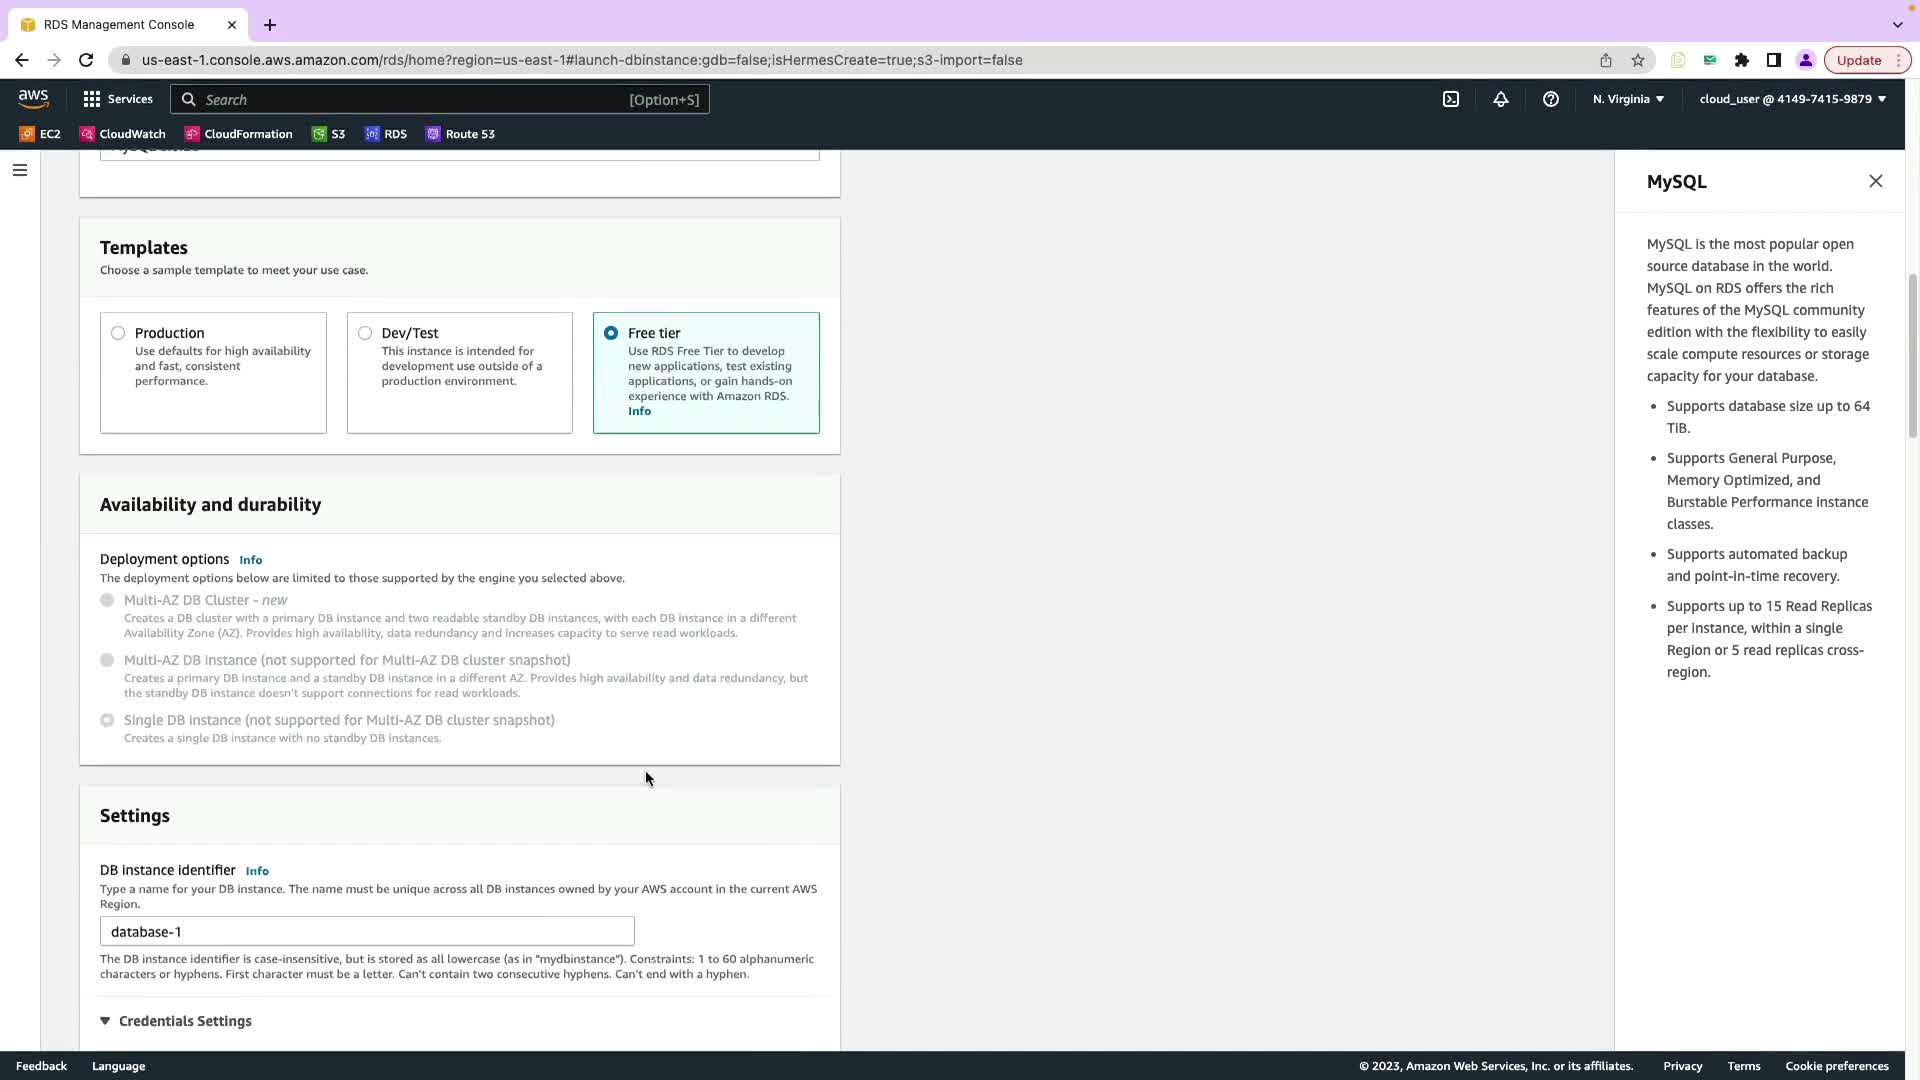 RDS Management Console
us-east-1.console.aws.amazon.com/rds/home?region=us-east-1#launch-dbinstance:gdb=false;isHermesCreate=true;s3-import=false
Update
aws
Services
Search
[Option+S]
N. Virginia
cloud_user @ 4149-7415-9879
EC2
CloudWatch
CloudFormation
S3
RDS
Route 53
Templates
Choose a sample template to meet your use case.
Production
Use defaults for high availability
and fast, consistent
performance.
Dev/Test
This instance is intended for
development use outside of a
production environment.
Free tier
Use RDS Free Tier to develop
new applications, test existing
applications, or gain hands-on
experience with Amazon RDS.
Info
Availability and durability
Deployment options Info
The deployment options below are limited to those supported by the engine you selected above.
Multi-AZ DB Cluster - new
Creates a DB cluster with a primary DB instance and two readable standby DB instances, with each DB instance in a different
Availability Zone (AZ). Provides high availability, data redundancy and increases capacity to serve read workloads.
Multi-AZ DB instance (not supported for Multi-AZ DB cluster snapshot)
Creates a primary DB instance and a standby DB instance in a different AZ. Provides high availability and data redundancy, but
the standby DB instance doesn't support connections for read workloads.
Single DB instance (not supported for Multi-AZ DB cluster snapshot)
Creates a single DB instance with no standby DB instances.
Settings
DB instance identifier Info
Type a name for your DB instance. The name must be unique across all DB instances owned by your AWS account in the current AWS
Region.
database-1
The DB instance identifier is case-insensitive, but is stored as all lowercase (as in "mydbinstance"). Constraints: 1 to 60 alphanumeric
characters or hyphens. First character must be a letter. Can't contain two consecutive hyphens. Can't end with a hyphen.
Credentials Settings
MySQL
MySQL is the most popular open
source database in the world.
MySQL on RDS offers the rich
features of the MySQL community
edition with the flexibility to easily
scale compute resources or storage
capacity for your database.
• Supports database size up to 64
TiB.
• Supports General Purpose,
Memory Optimized, and
Burstable Performance instance
classes.
• Supports automated backup
and point-in-time recovery.
• Supports up to 15 Read Replicas
per instance, within a single
Region or 5 read replicas cross-
region.
Feedback
Language
© 2023, Amazon Web Services, Inc. or its affiliates.
Privacy
Terms
Cookie preferences